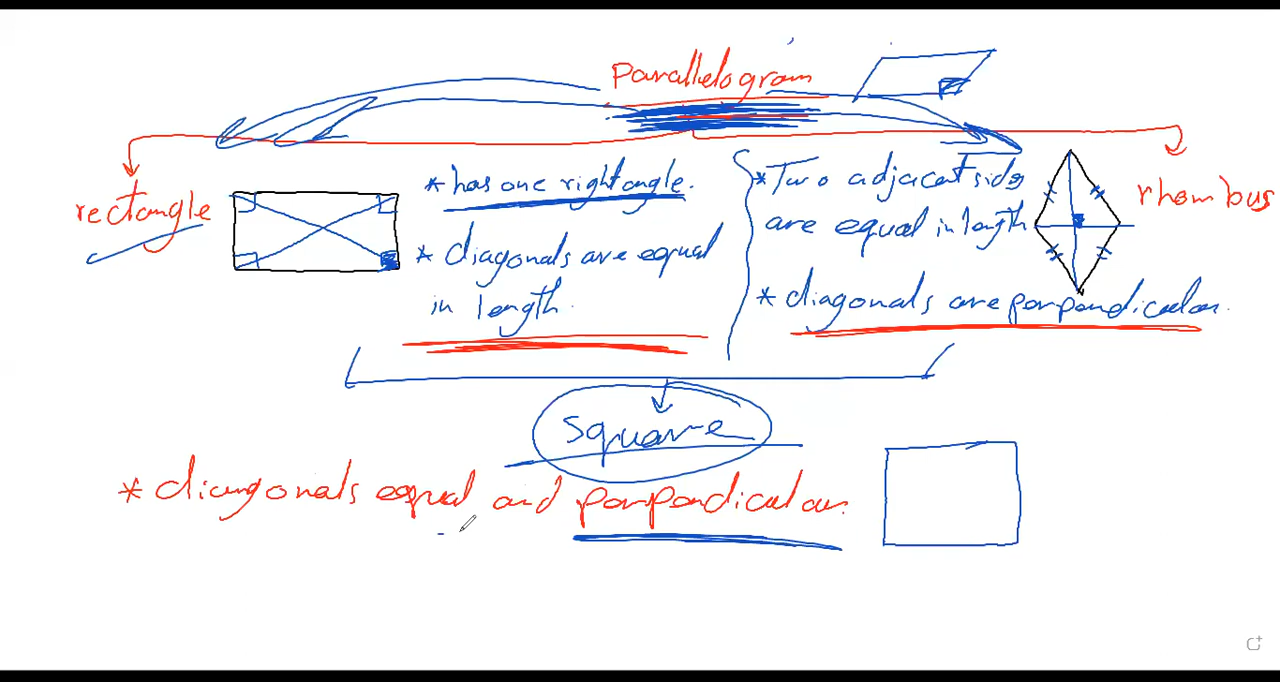 Parallelogram
rectangle
* has one right angle.
* diagonals are equal
in length.
* Two adjacent sides
are equal in length
* diagonals are perpendicular.
rhombus
square
* diangonals equal and perpendicular.